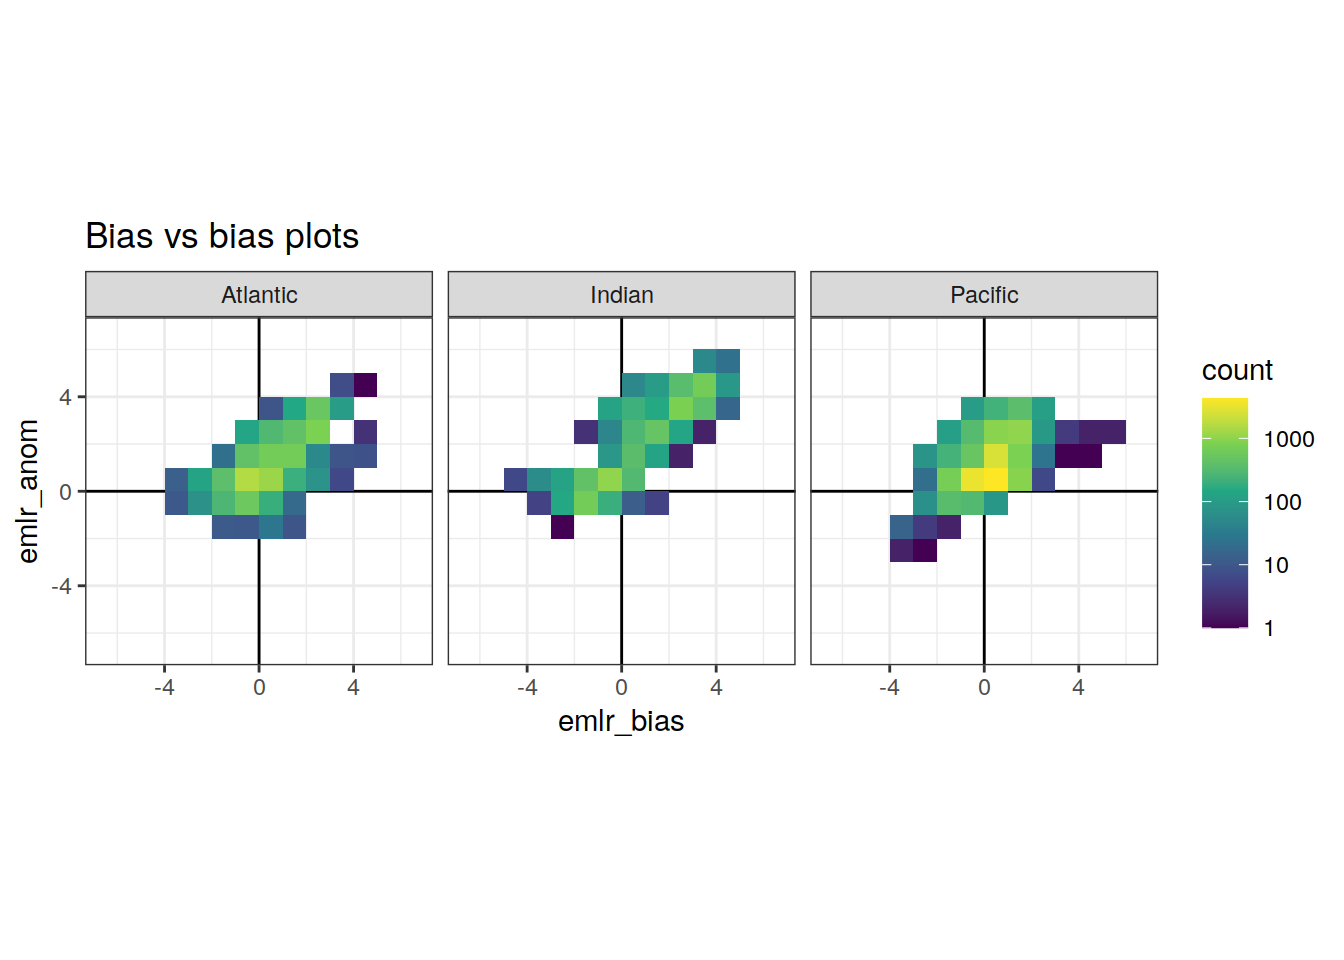 Bias vs bias plots
Atlantic
Indian
Pacific
emlr_anom
4
0
-4
-4 0 4
-4 0 4
-4 0 4
emlr_bias
count
1000
100
10
1